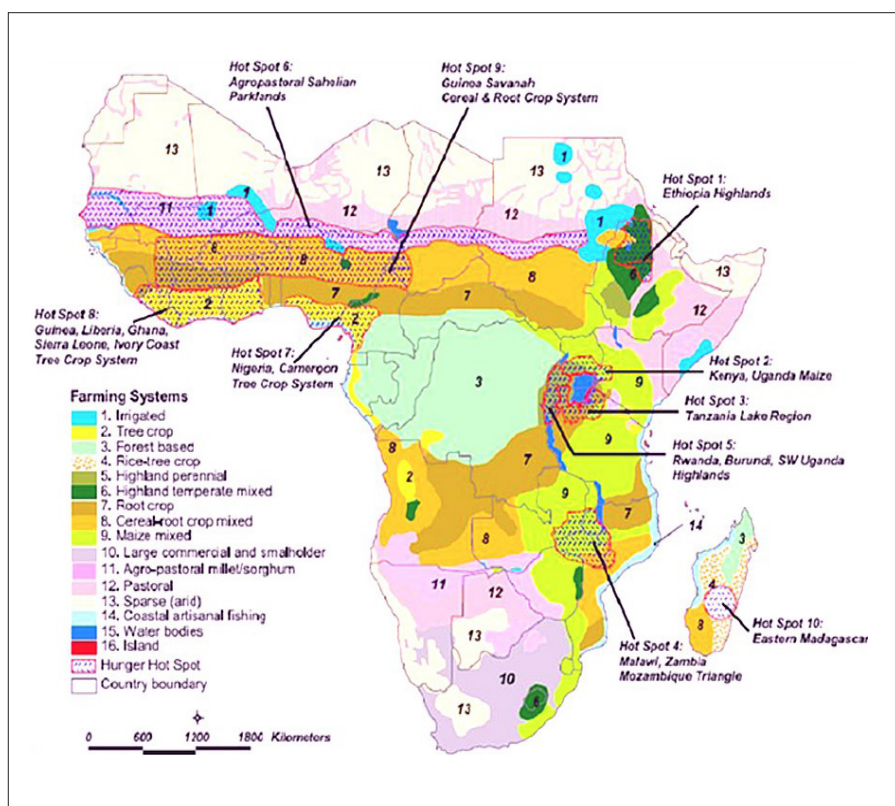 Hot Spot 6:
Agropastoral Sahelian
Parklands
Hot Spot 9:
Guinea Savanah
Cereal & Root Crop System
Hot Spot 1:
Ethiopia Highlands
13
13
13
1
13
12
12
1
1
11
1
8
8
8
6
12
7
7
2
2
Hot Spot 8:
Guinea, Liberia, Ghana,
Sierra Leone, Ivory Coast
Tree Crop System
Hot Spot 7:
Nigeria, Cameroon
Tree Crop System
Hot Spot 2:
Kenya, Uganda Maize
Hot Spot 3:
Tanzania Lake Region
Hot Spot 5:
Rwanda, Burundi, SW Uganda
Highlands
3
9
9
7
8
2
9
7
8
14
3
4
8
11
12
13
10
13
6
Hot Spot 4:
Malawi, Zambia
Mozambique Triangle
Hot Spot 10:
Eastern Madagascar
Farming Systems
1. Irrigated
2. Tree crop
3. Forest based
4. Rice-tree crop
5. Highland perennial
6. Highland temperate mixed
7. Root crop
8. Cereal-root crop mixed
9. Maize mixed
10. Large commercial and smallholder
11. Agro-pastoral millet/sorghum
12. Pastoral
13. Sparse (arid)
14. Coastal artisanal fishing
15. Water bodies
16. Island
Hunger Hot Spot
Country boundary
0 600 1200 1800 Kilometers